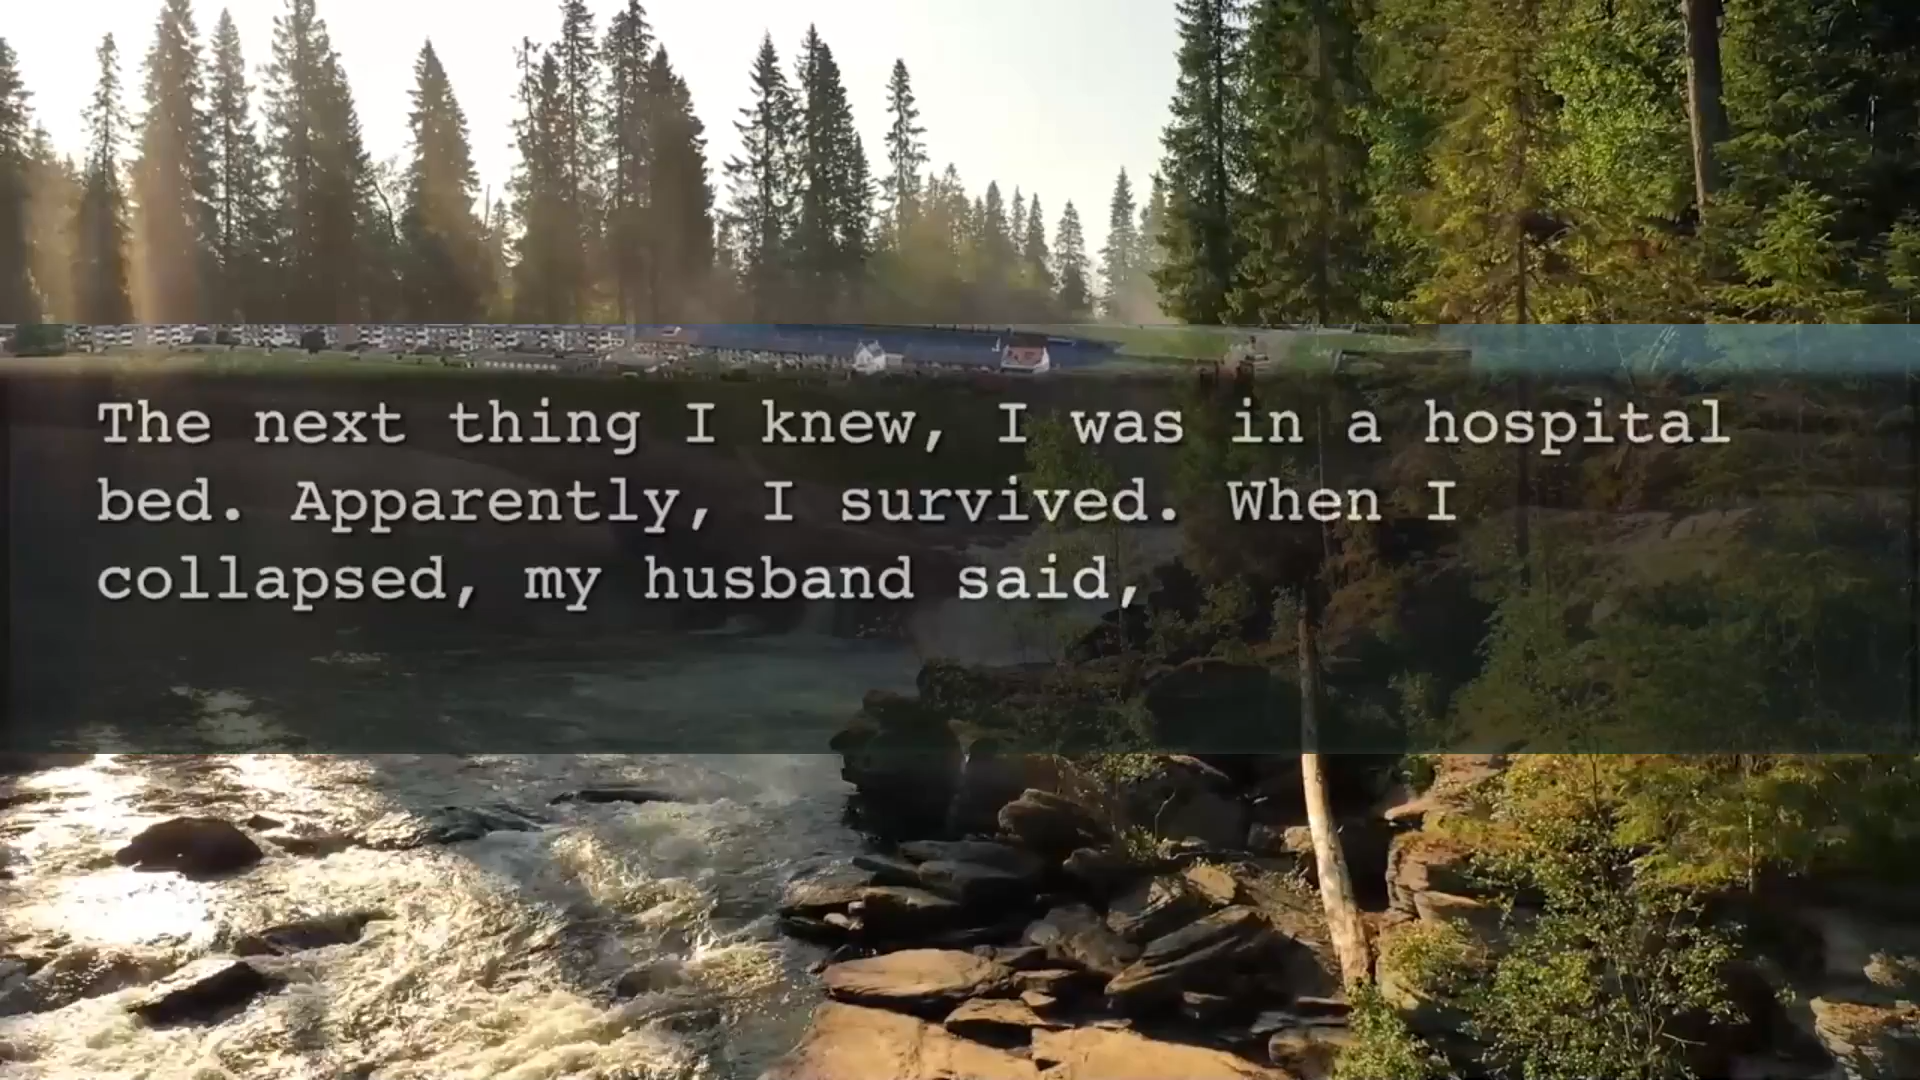 The next thing I knew, I was in a hospital
bed. Apparently, I survived. When I
collapsed, my husband said,